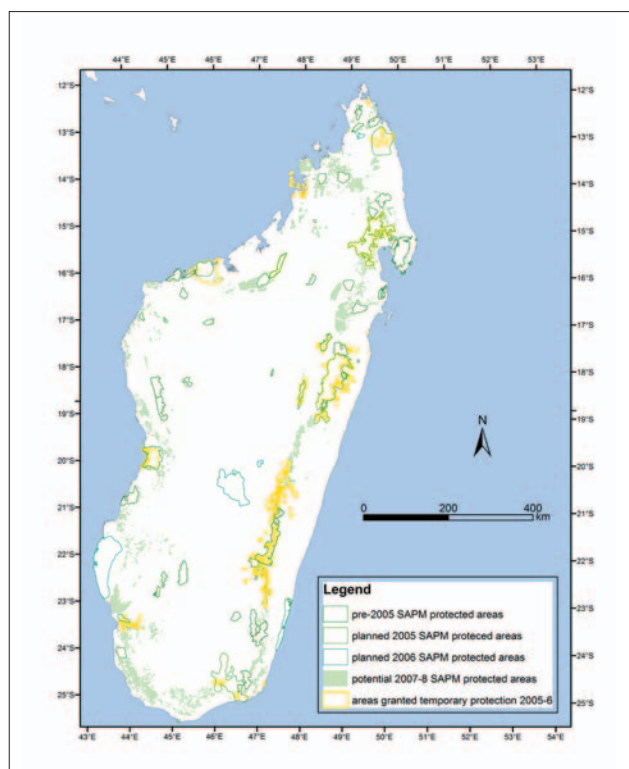 44°E 45°E 46°E 47°E 48°E 49°E 50°E 51°E 52°E 53°E
12°S 12°S
13°S 13°S
14°S 14°S
15°S 15°S
16°S 16°S
17°S 17°S
18°S 18°S
19°S 19°S
N
20°S 20°S
0 200 400
km
21°S 21°S
22°S 22°S
Legend
23°S 23°S
pre-2005 SAPM protected areas
planned 2005 SAPM proteced areas
24°S 24°S
planned 2006 SAPM protected areas
potential 2007-8 SAPM protected areas
25°S 25°S
areas granted temporary protection 2005-6
43°E 44°E 45°E 46°E 47°E 48°E 49°E 50°E 51°E 52°E 53°E 54°E